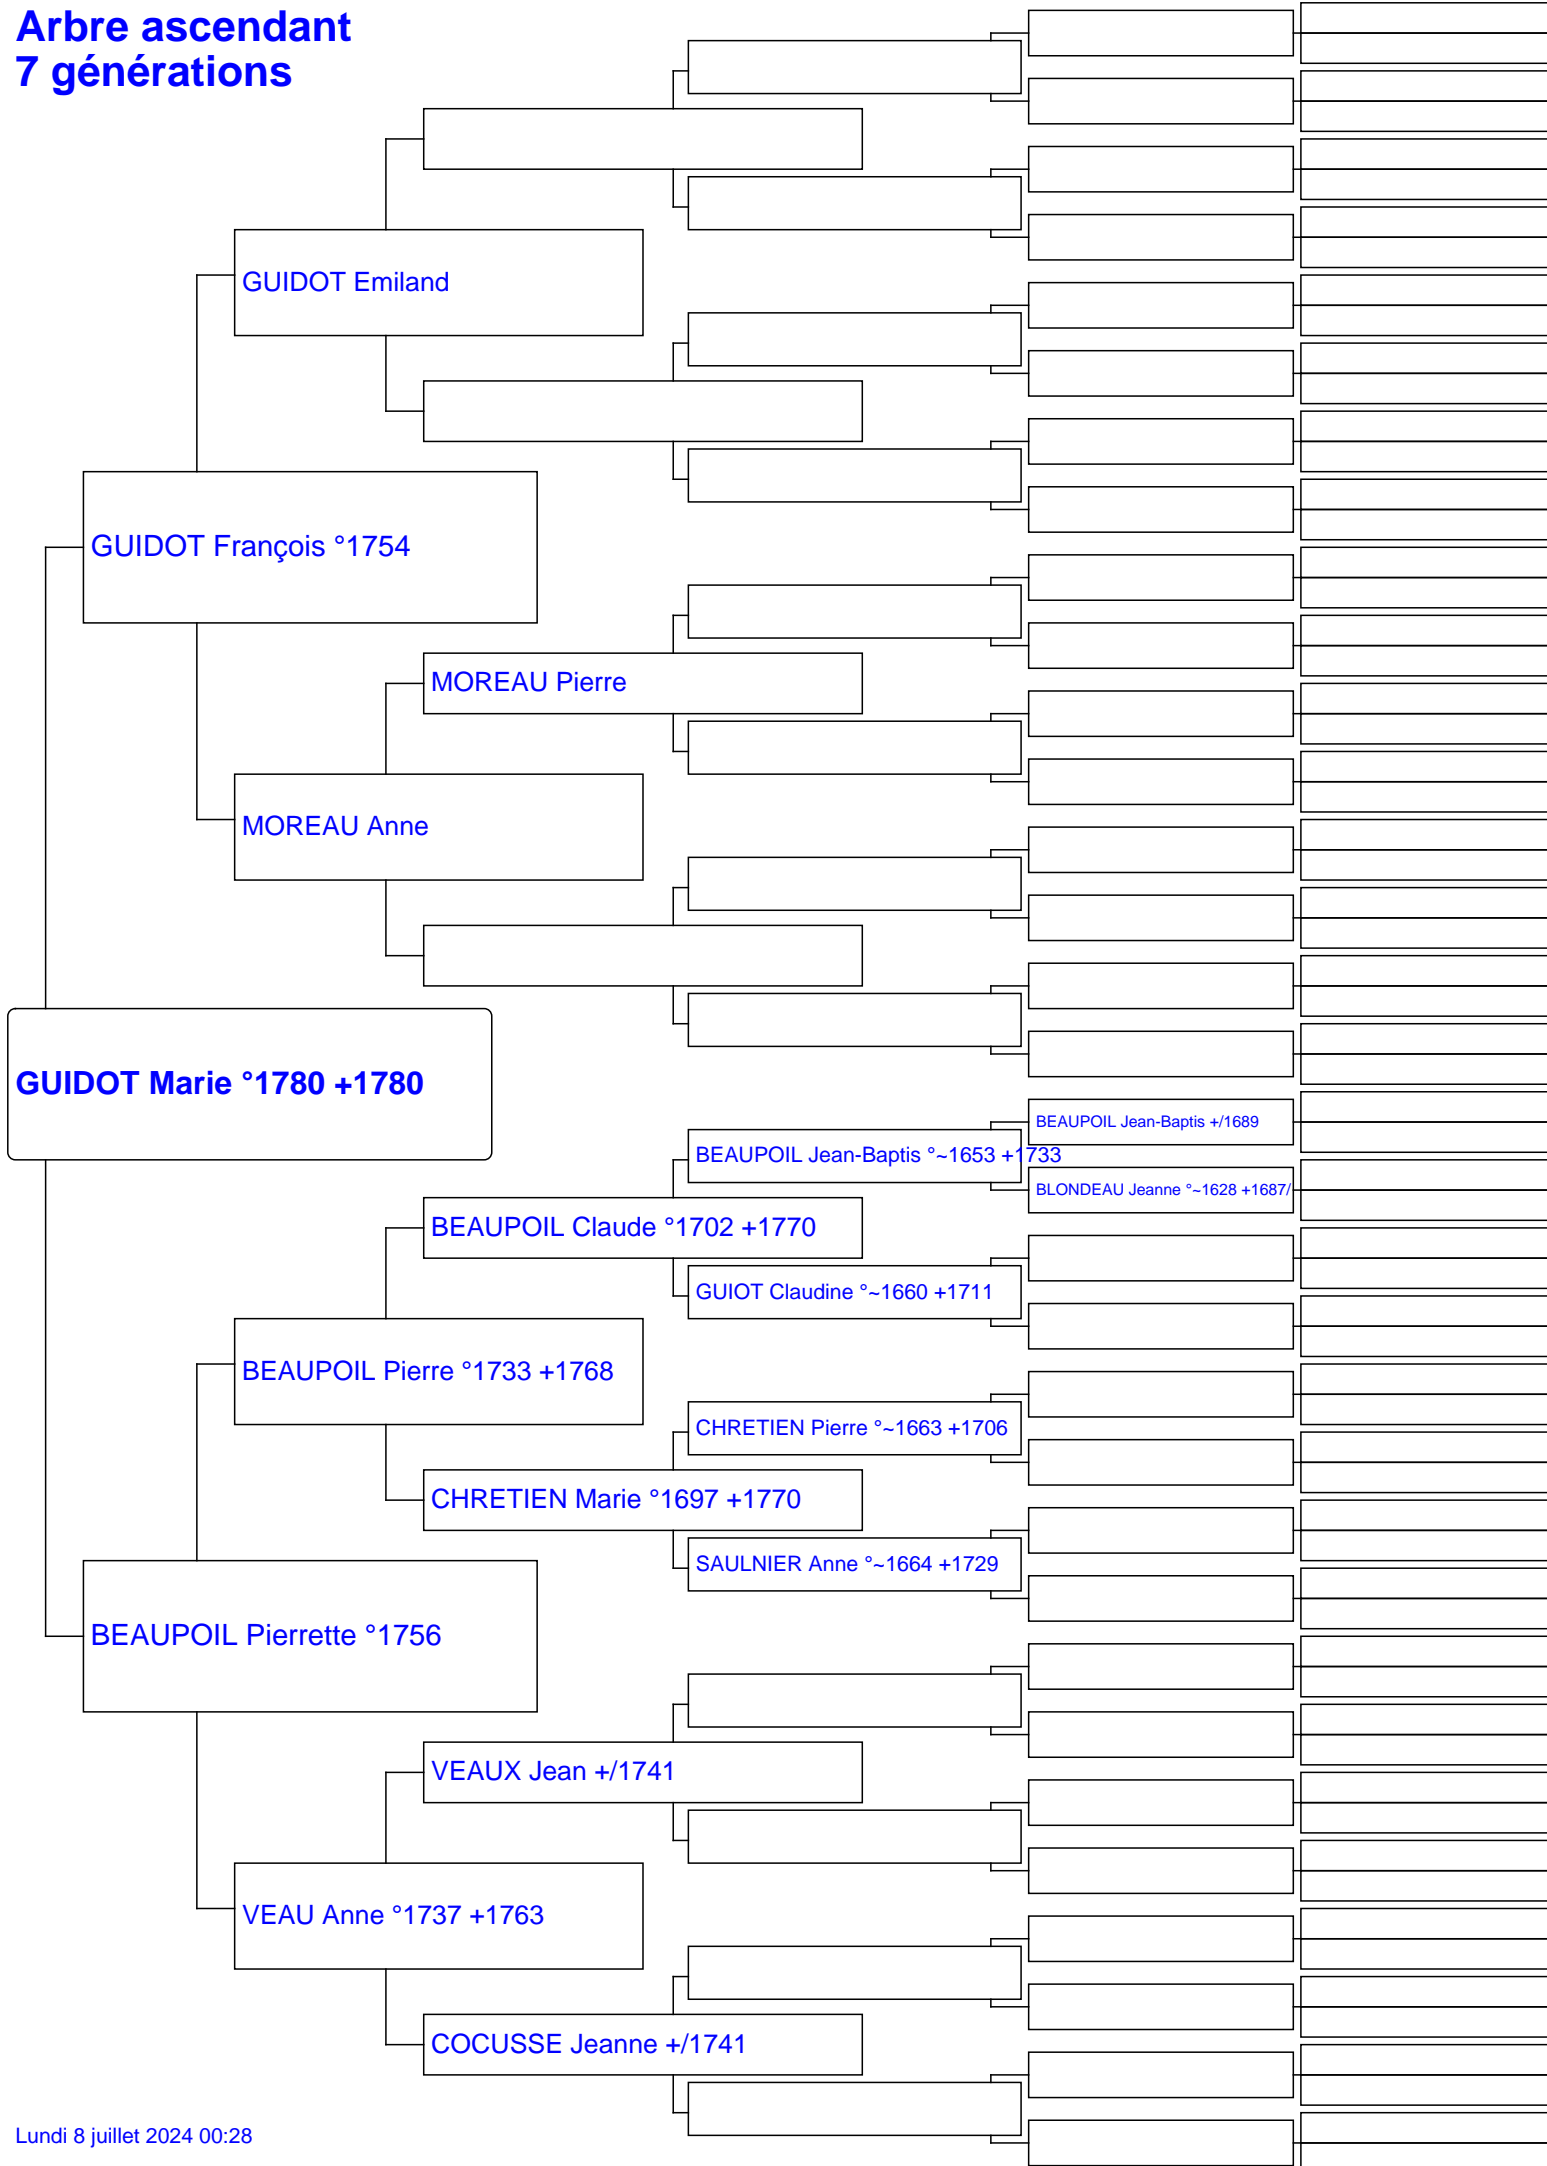 Arbre ascendant
7 générations
GUIDOT Emiland
GUIDOT François °1754
MOREAU Pierre
MOREAU Anne
GUIDOT Marie °1780 +1780
BEAUPOIL Jean-Baptis +/1689
BEAUPOIL Jean-Baptis °~1653 +1733
BLONDEAU Jeanne °~1628 +1687/
BEAUPOIL Claude °1702 +1770
GUIOT Claudine °~1660 +1711
BEAUPOIL Pierre °1733 +1768
CHRETIEN Pierre °~1663 +1706
CHRETIEN Marie °1697 +1770
SAULNIER Anne °~1664 +1729
BEAUPOIL Pierrette °1756
VEAUX Jean +/1741
VEAU Anne °1737 +1763
COCUSSE Jeanne +/1741
Lundi 8 juillet 2024 00:28